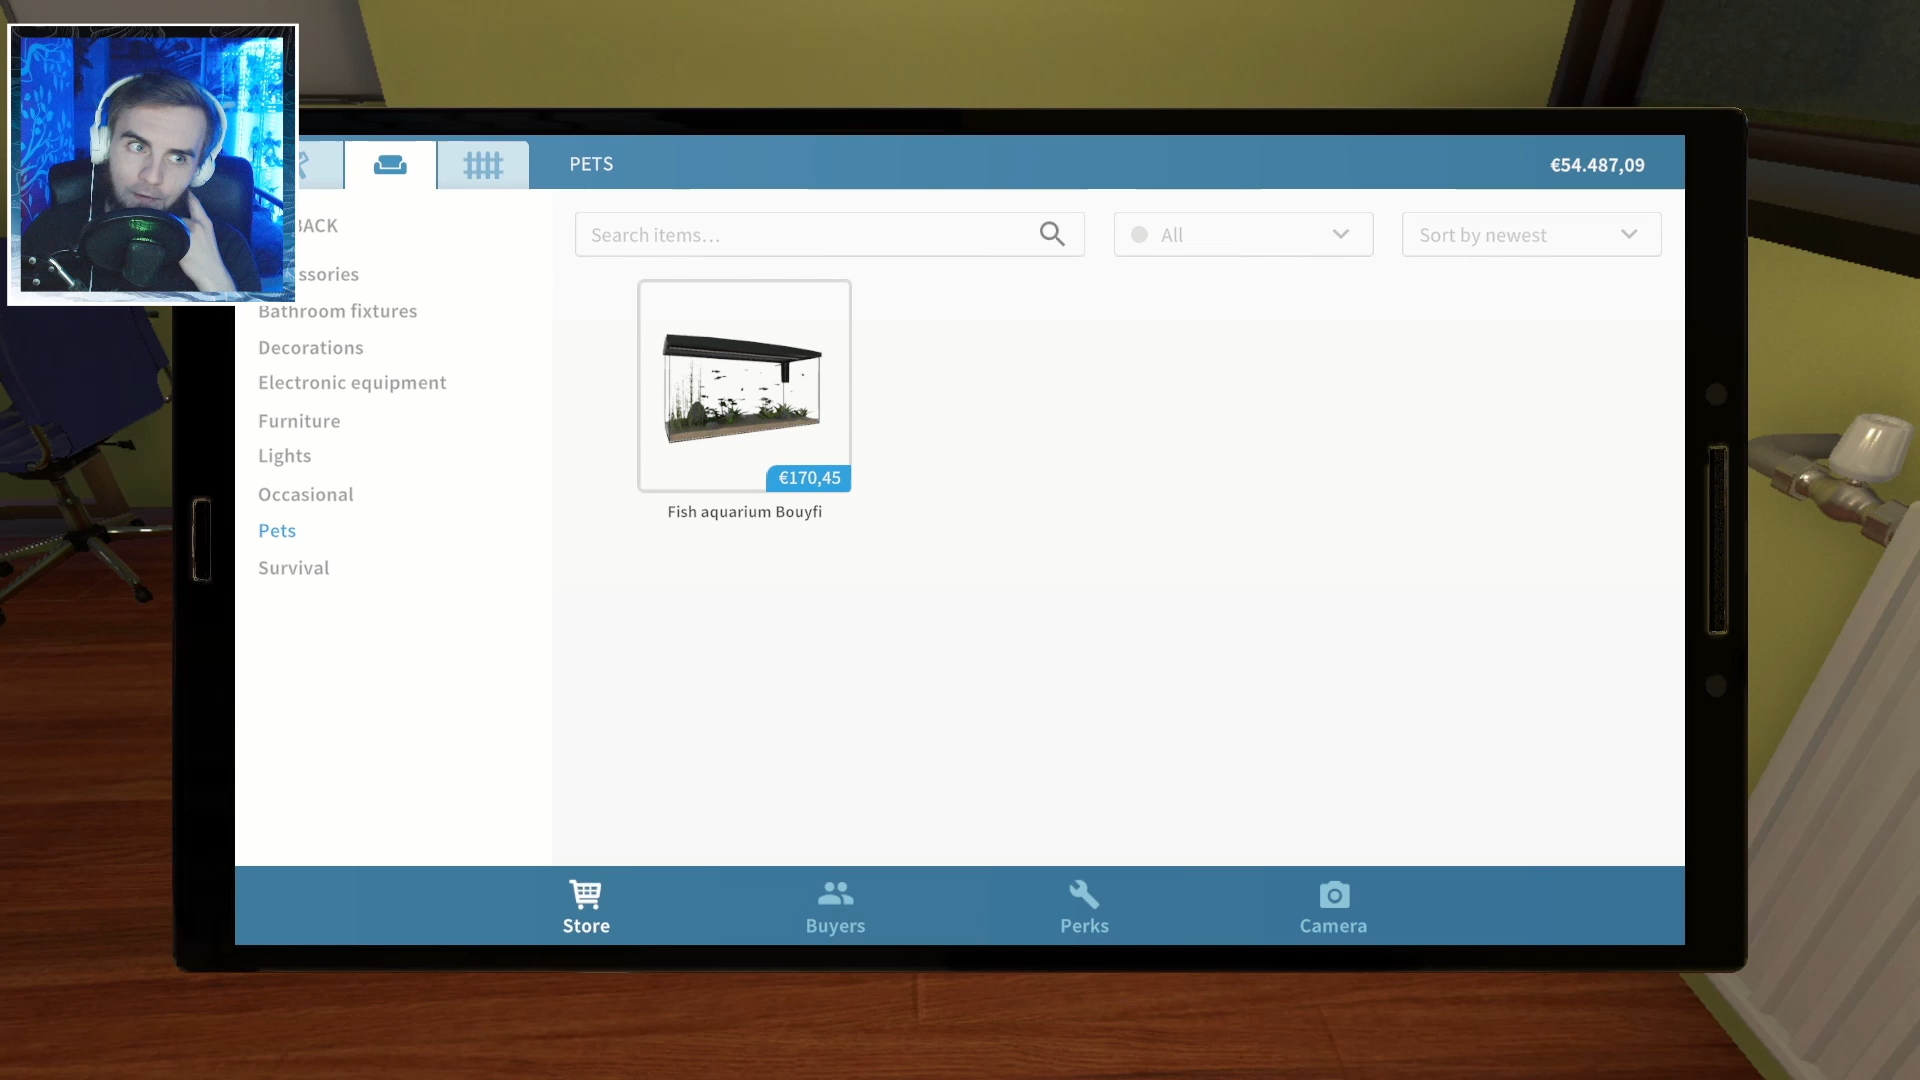 PETS
€54.487,09
BACK
ssories
Bathroom fixtures
Decorations
Electronic equipment
Furniture
Lights
Occasional
Pets
Survival
Search items...
All
Sort by newest
€170,45
Fish aquarium Bouyfi
Store
Buyers
Perks
Camera